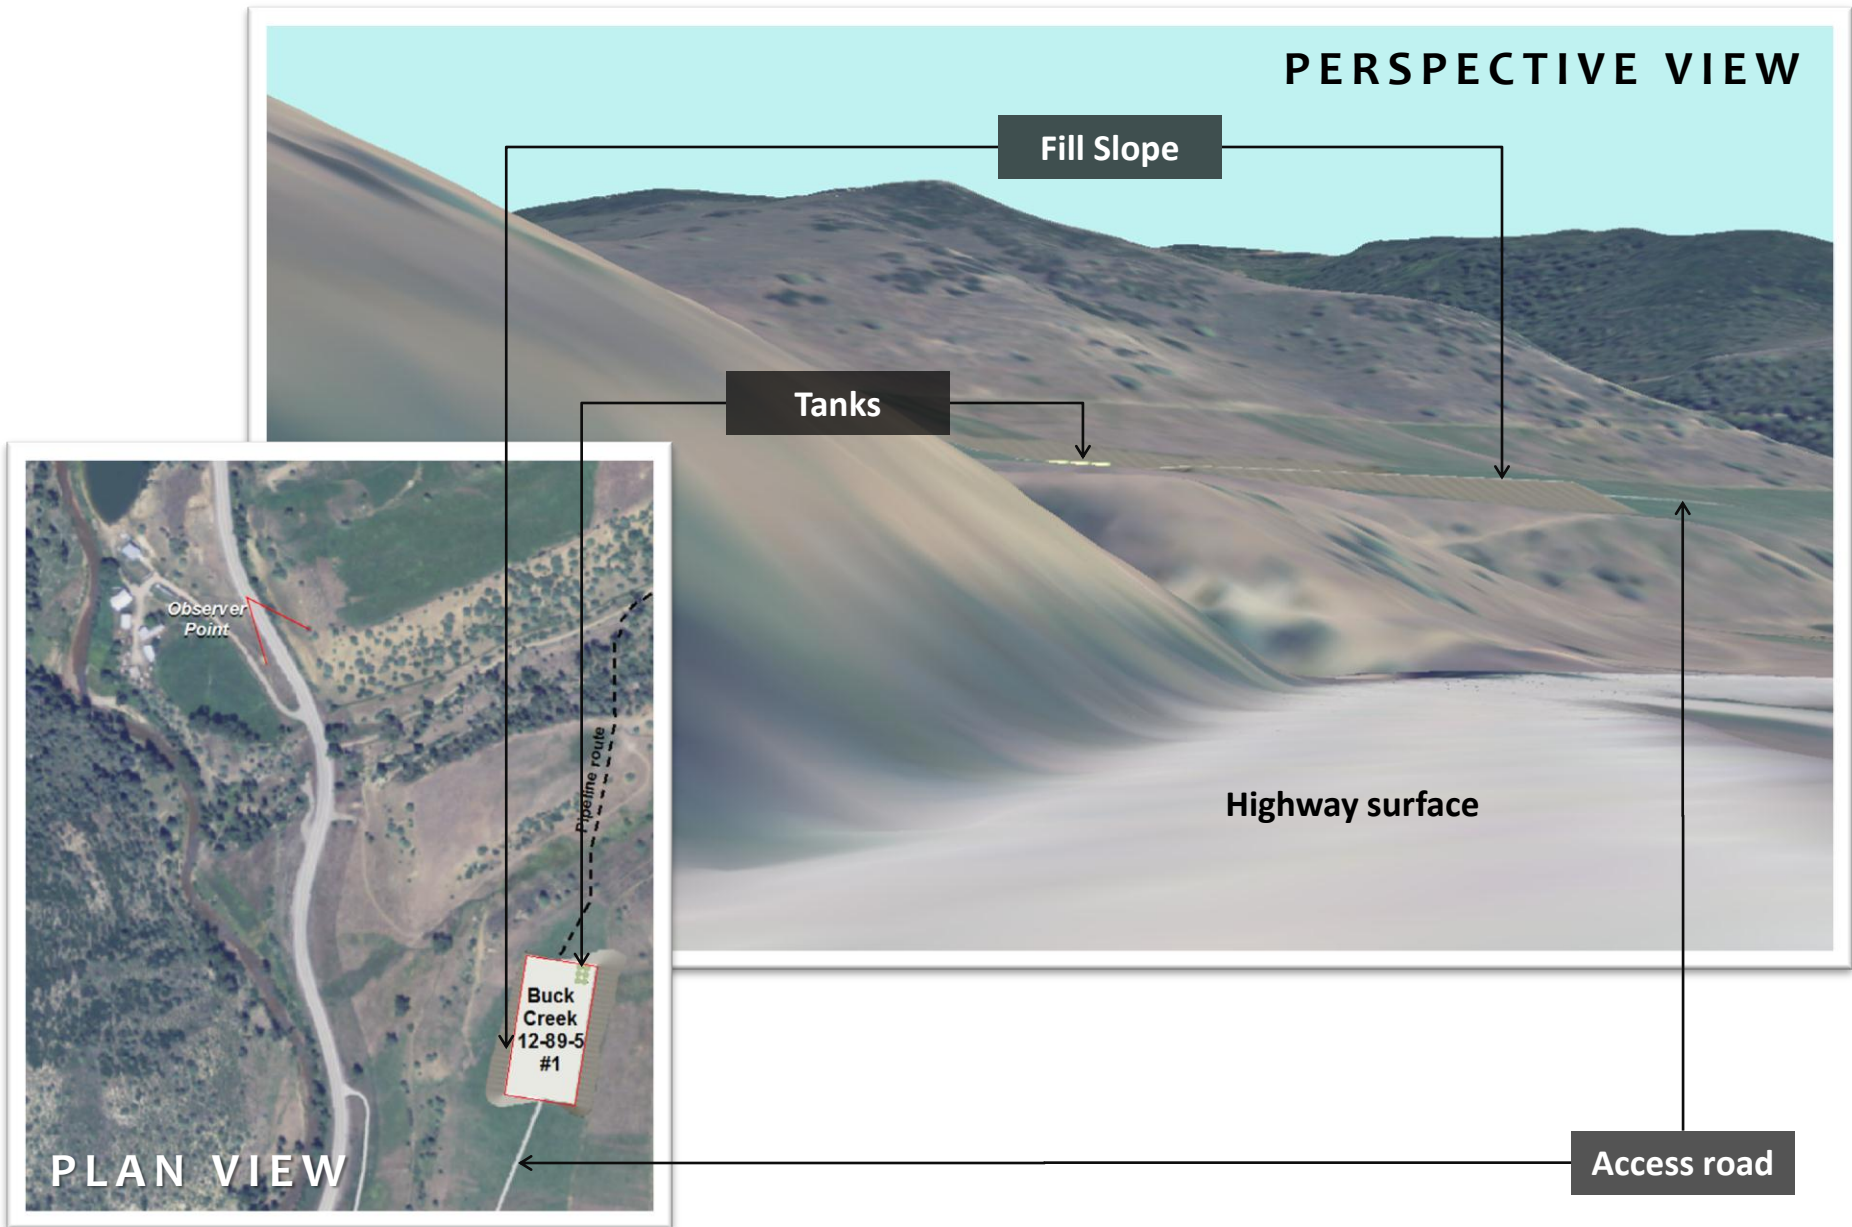 PERSPECTIVE VIEW
Fill Slope
Tanks
Observer
Point
Pipeline route
Highway surface
Buck
Creek
12-89-5
#1
PLAN VIEW
Access road